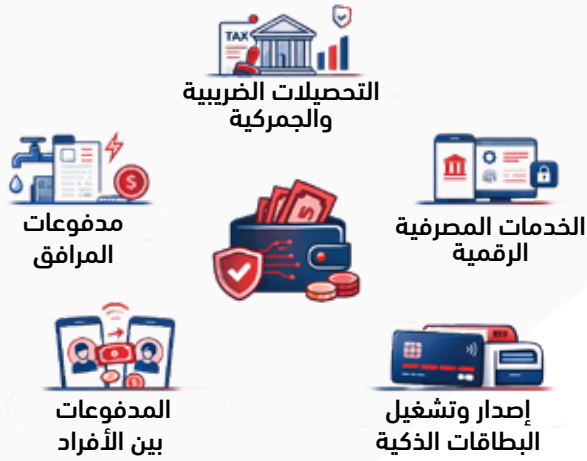 TAX
التحصيلات الضريبية
والجمركية
الخدمات المصرفية
الرقمية
مدفوعات
المرافق
إصدار وتشغيل
البطاقات الذكية
المدفوعات
بين الأفراد